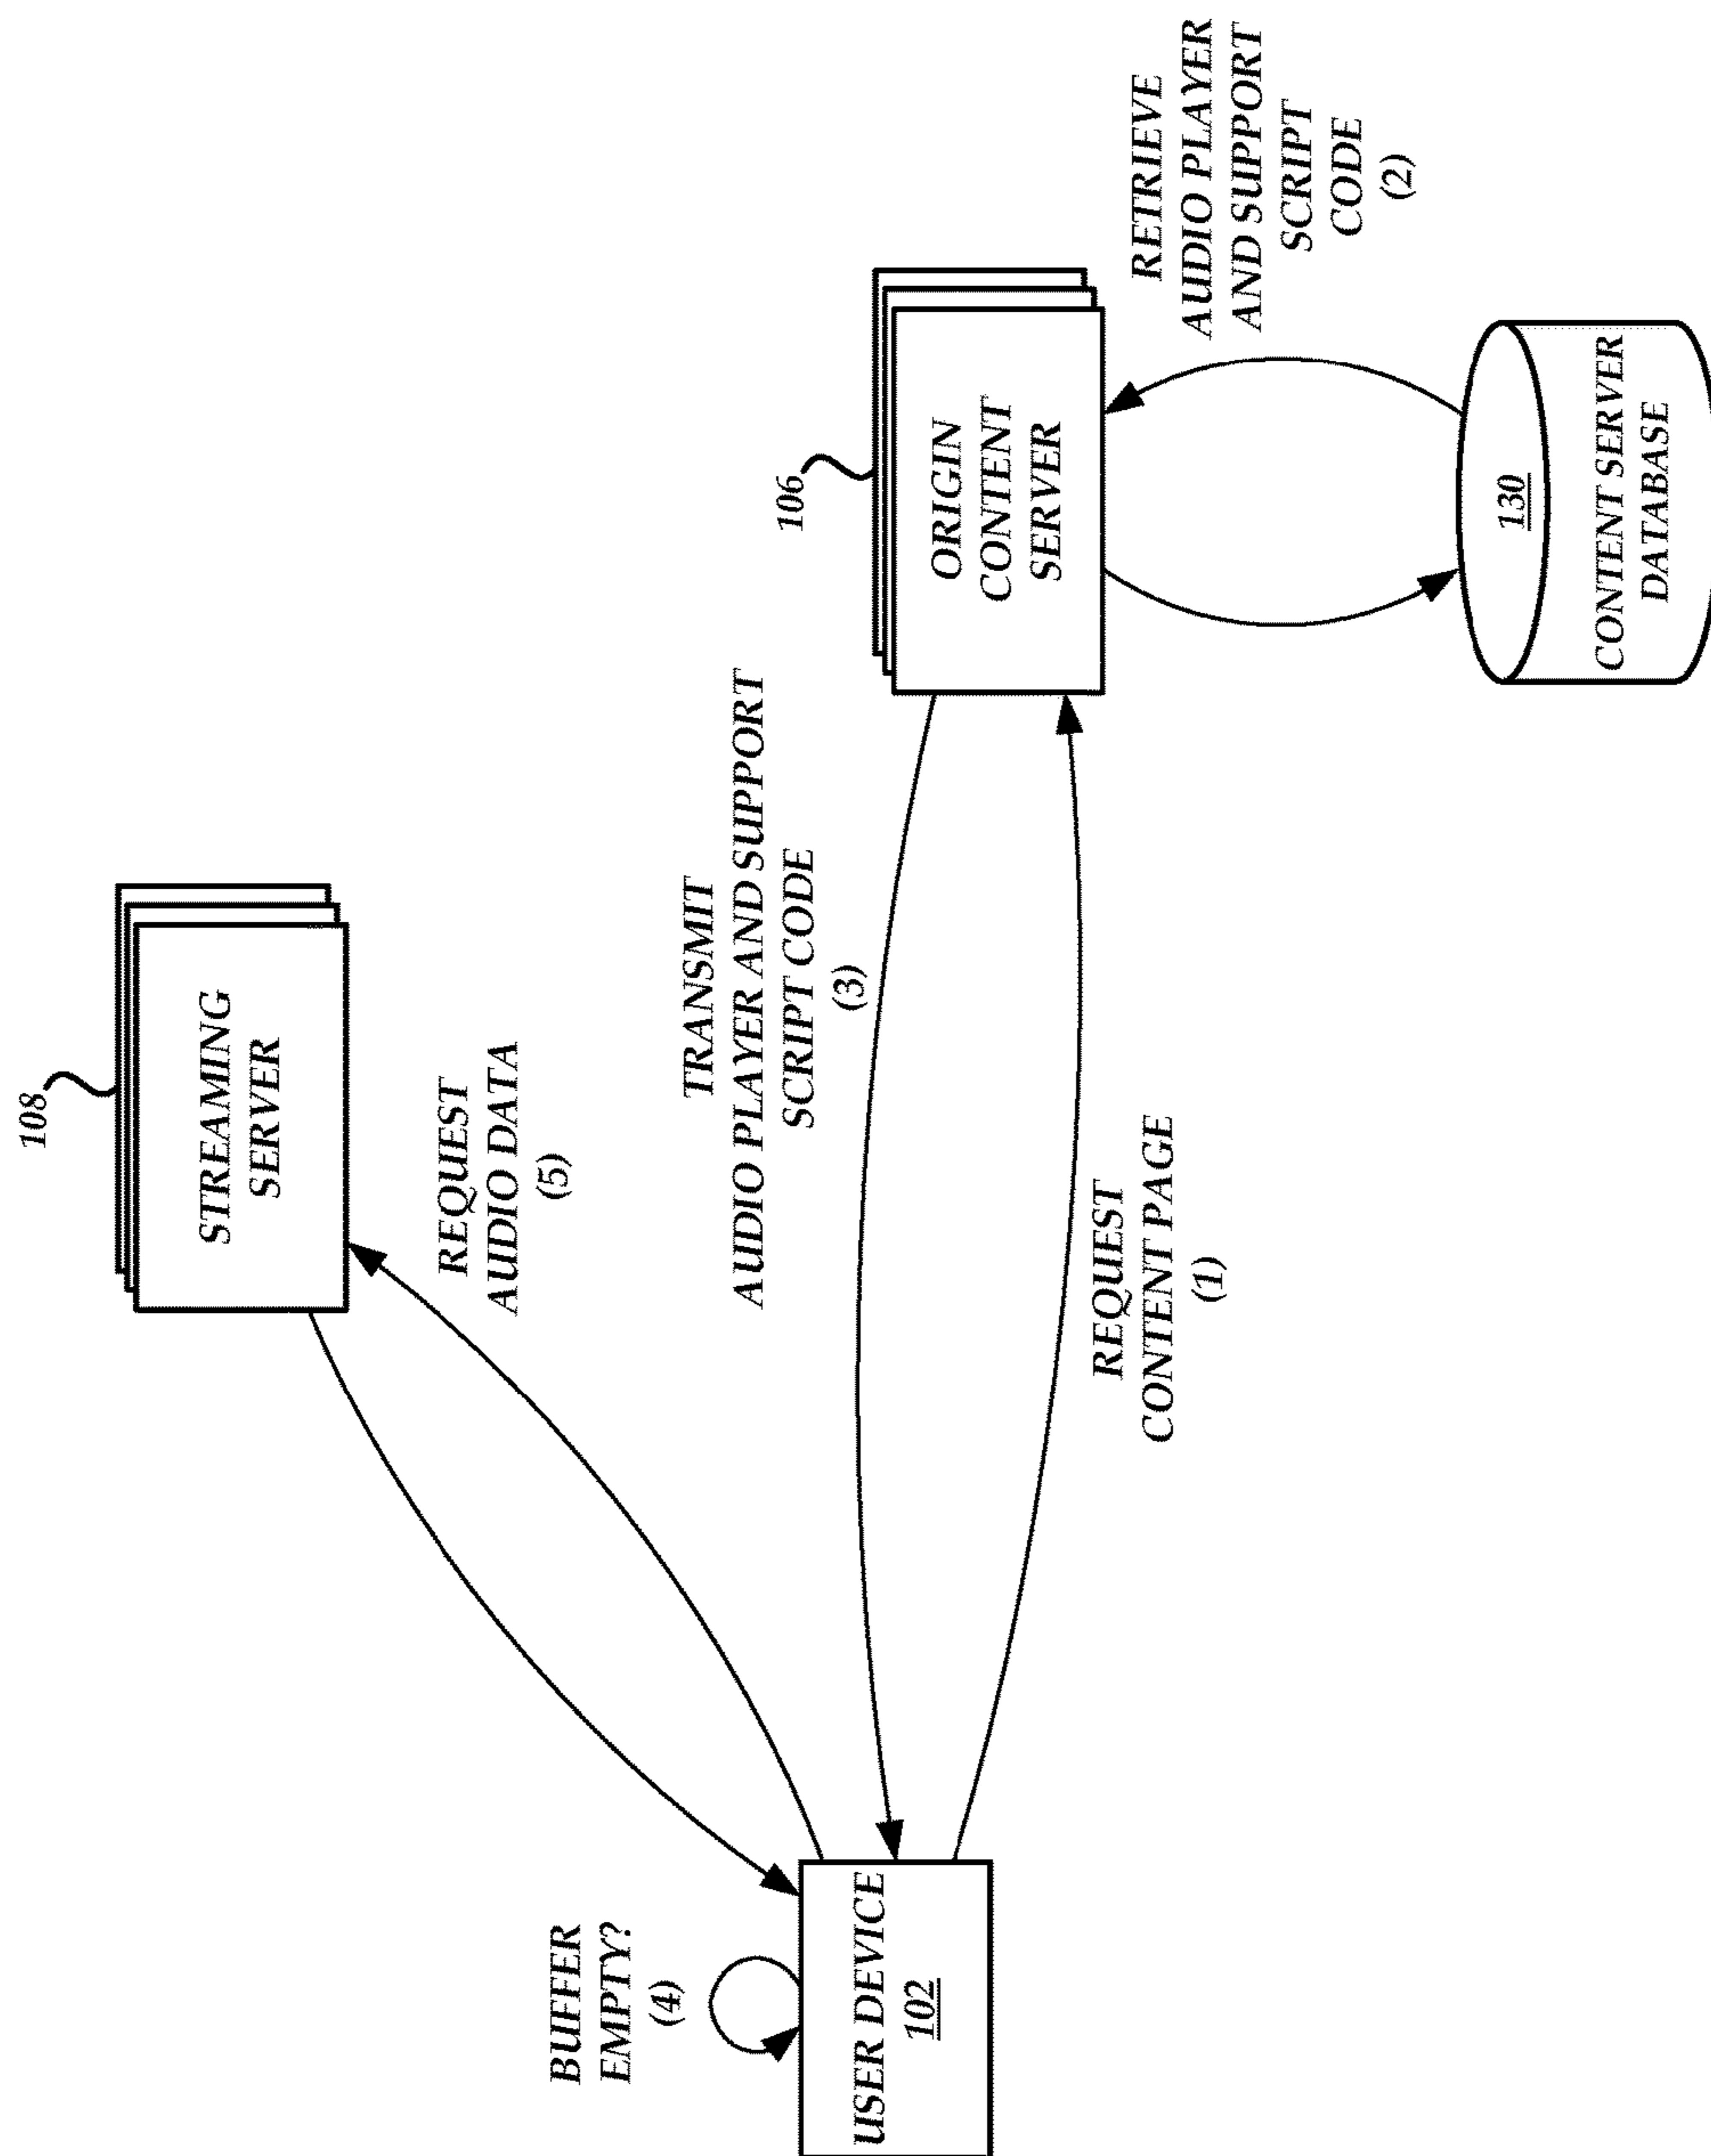 108
STREAMING
SERVER
REQUEST
AUDIO DATA
(5)
BUFFER
EMPTY?
(4)
USER DEVICE
102
TRANSMIT
AUDIO PLAYER AND SUPPORT
SCRIPT CODE
(3)
REQUEST
CONTENT PAGE
(1)
106
ORIGIN
CONTENT
SERVER
RETRIEVE
AUDIO PLAYER
AND SUPPORT
SCRIPT
CODE
(2)
130
CONTENT SERVER
DATABASE